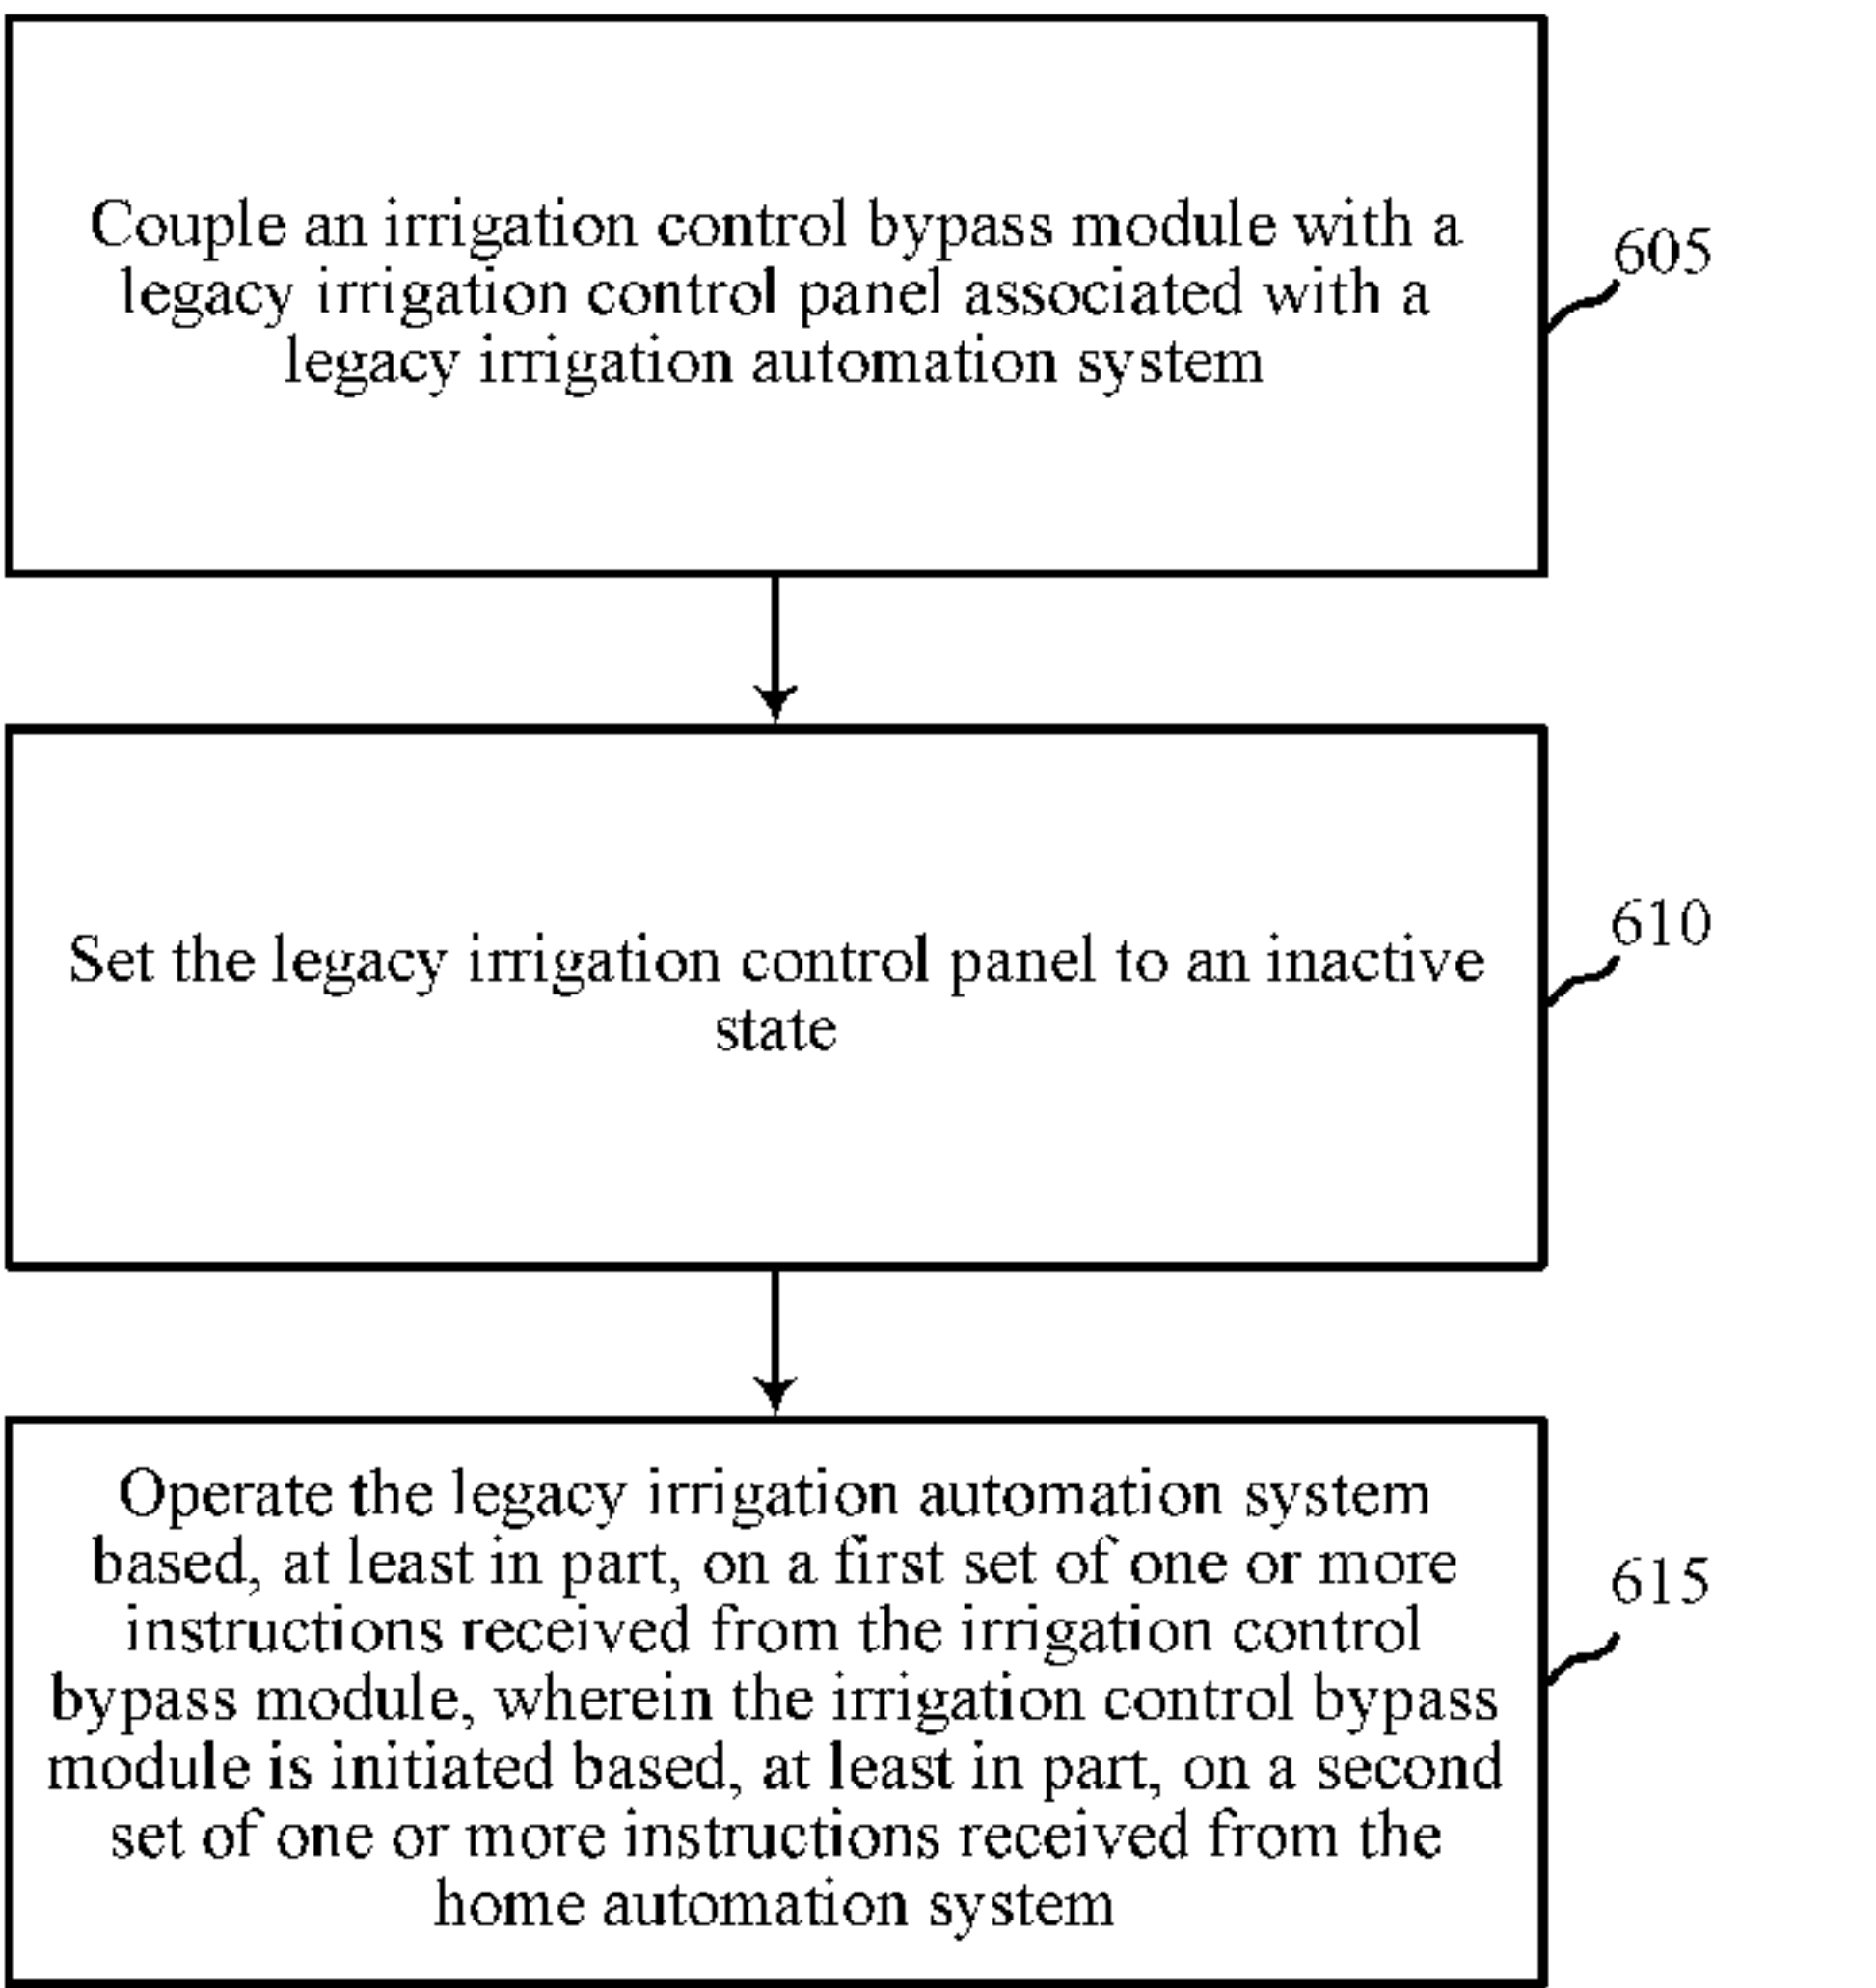 Couple an irrigation control bypass module with a
legacy irrigation control panel associated with a
legacy irrigation automation system
605
Set the legacy irrigation control panel to an inactive
state
610
Operate the legacy irrigation automation system
based, at least in part, on a first set of one or more
instructions received from the irrigation control
bypass module, wherein the irrigation control bypass
module is initiated based, at least in part, on a second
set of one or more instructions received from the
home automation system
615